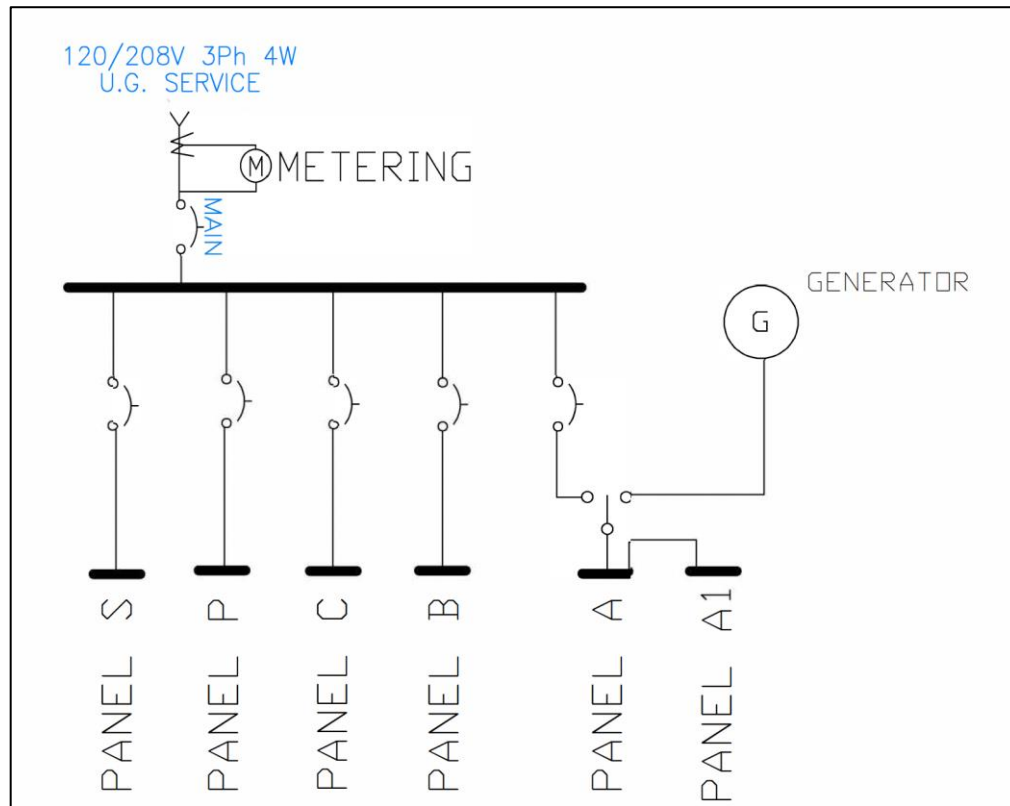 120/208V 3Ph 4W
U.G. SERVICE
M METERING
MAIN
GENERATOR
G
PANEL S
PANEL P
PANEL C
PANEL B
PANEL A
PANEL A1